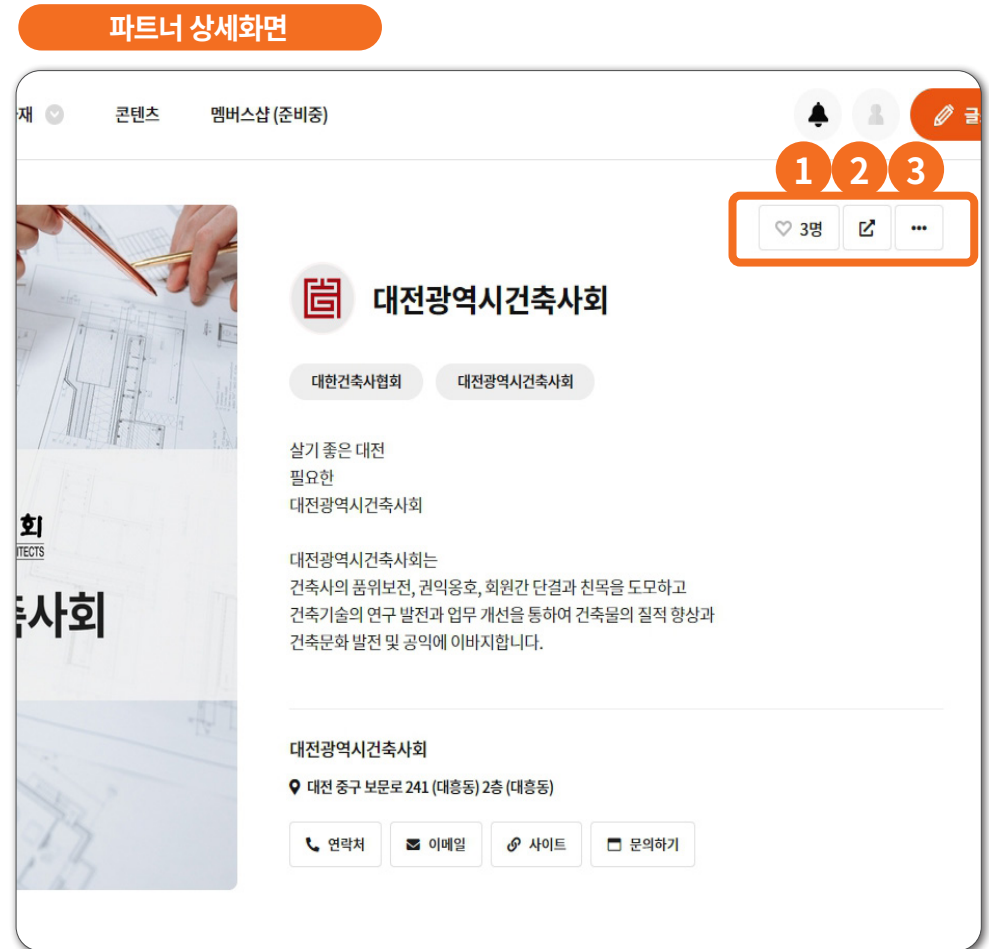 파트너 상세화면
재
콘텐츠
멤버스샵 (준비중)
글
1 2 3
3명
대전광역시건축사회
대한건축사협회
대전광역시건축사회
살기 좋은 대전
필요한
대전광역시건축사회
대전광역시건축사회는
건축사의 품위보전, 권익옹호, 회원간 단결과 친목을 도모하고
건축기술의 연구 발전과 업무 개선을 통하여 건축물의 질적 향상과
건축문화 발전 및 공익에 이바지합니다.
회
ITECTS
사회
대전광역시건축사회
대전 중구 보문로 241 (대흥동) 2층 (대흥동)
연락처
이메일
사이트
문의하기